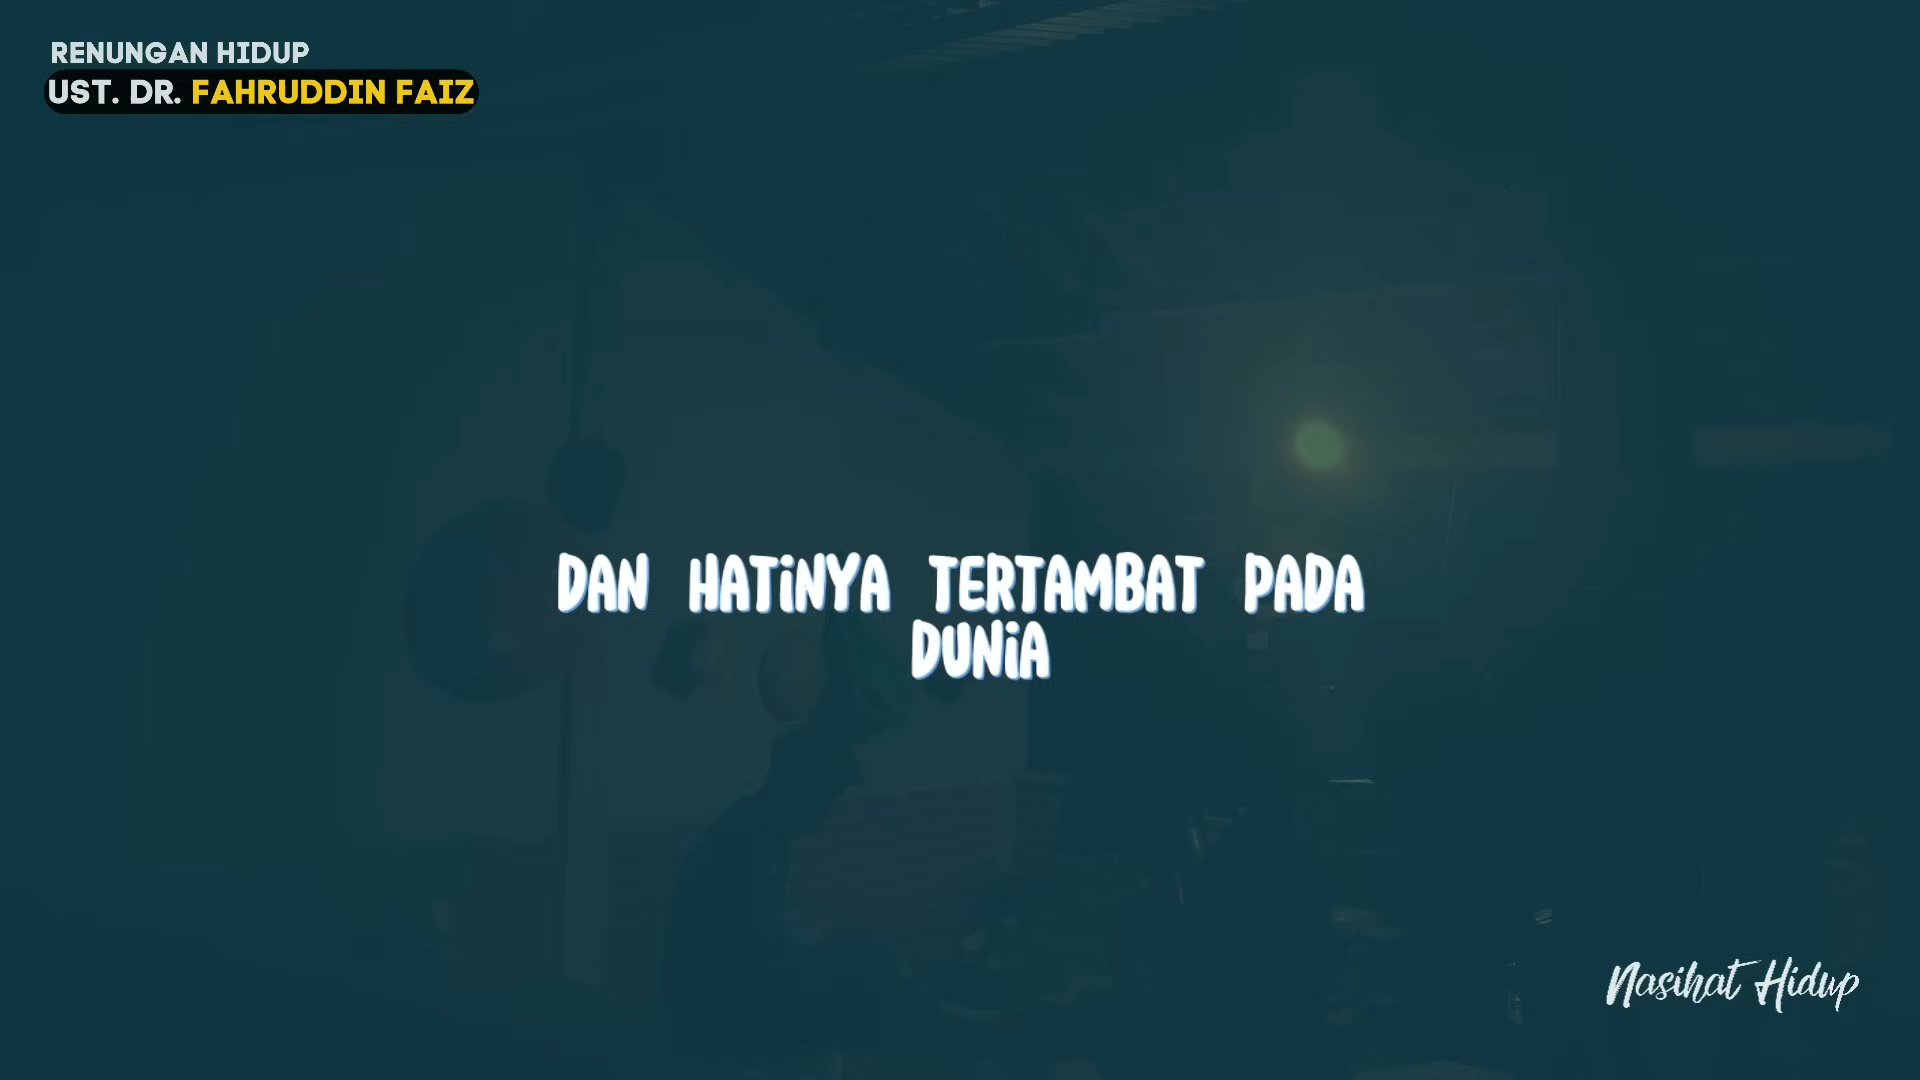 RENUNGAN HIDUP
UST. DR. FAHRUDDIN FAIZ
DAN HATINYA TERTAMBAT PADA
DUNIA
Nasihat Hidup